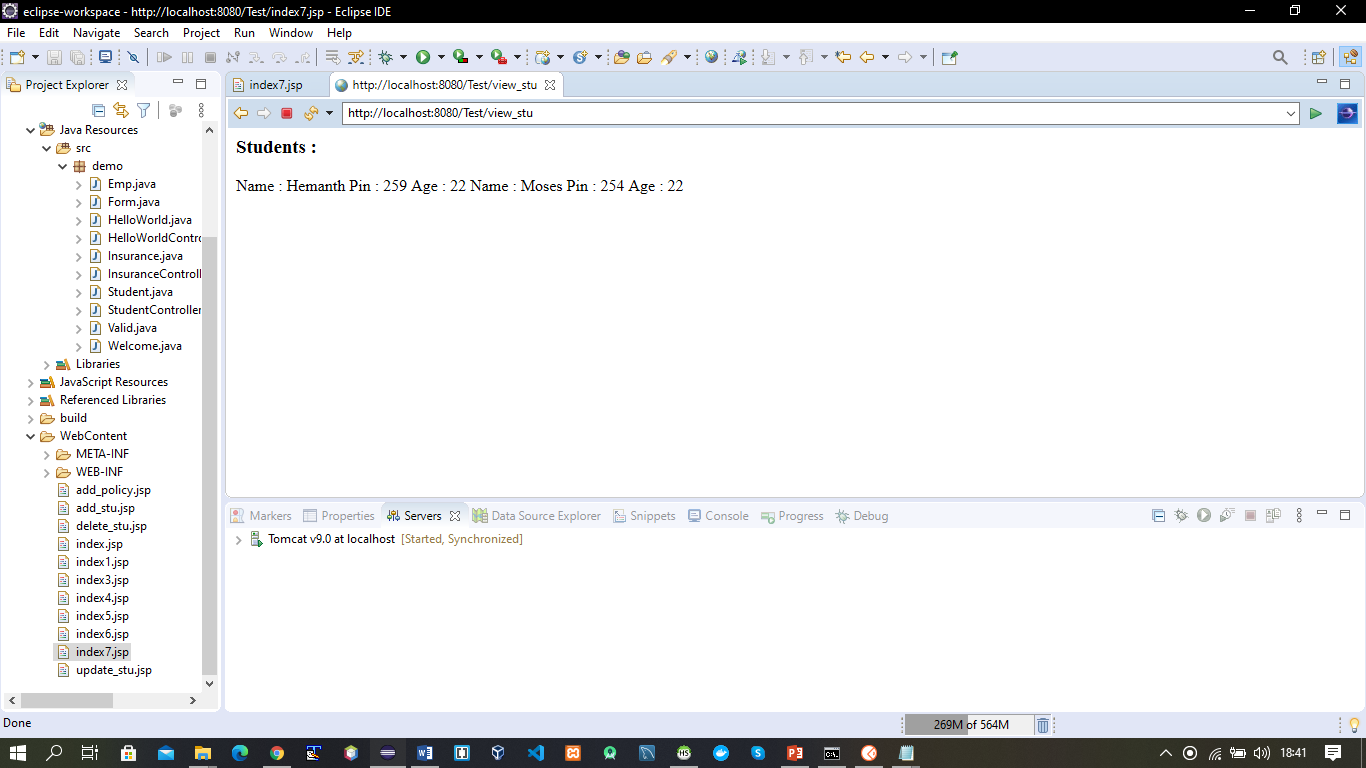 eclipse-workspace - http://localhost:8080/Test/index7.jsp - Eclipse IDE
File Edit Navigate Search Project Run Window Help
Project Explorer
index7.jsp
http://localhost:8080/Test/view_stu
http://localhost:8080/Test/view_stu
Java Resources
src
demo
Emp.java
Form.java
HelloWorld.java
HelloWorldContro
Insurance.java
InsuranceControll
Student.java
StudentController
Valid.java
Welcome.java
Libraries
JavaScript Resources
Referenced Libraries
build
WebContent
META-INF
WEB-INF
add_policy.jsp
add_stu.jsp
delete_stu.jsp
index.jsp
index1.jsp
index3.jsp
index4.jsp
index5.jsp
index6.jsp
index7.jsp
update_stu.jsp
Students :
Name : Hemanth Pin : 259 Age : 22 Name : Moses Pin : 254 Age : 22
Markers Properties Servers Data Source Explorer Snippets Console Progress Debug
Tomcat v9.0 at localhost [Started, Synchronized]
Done
269M of 564M
18:41